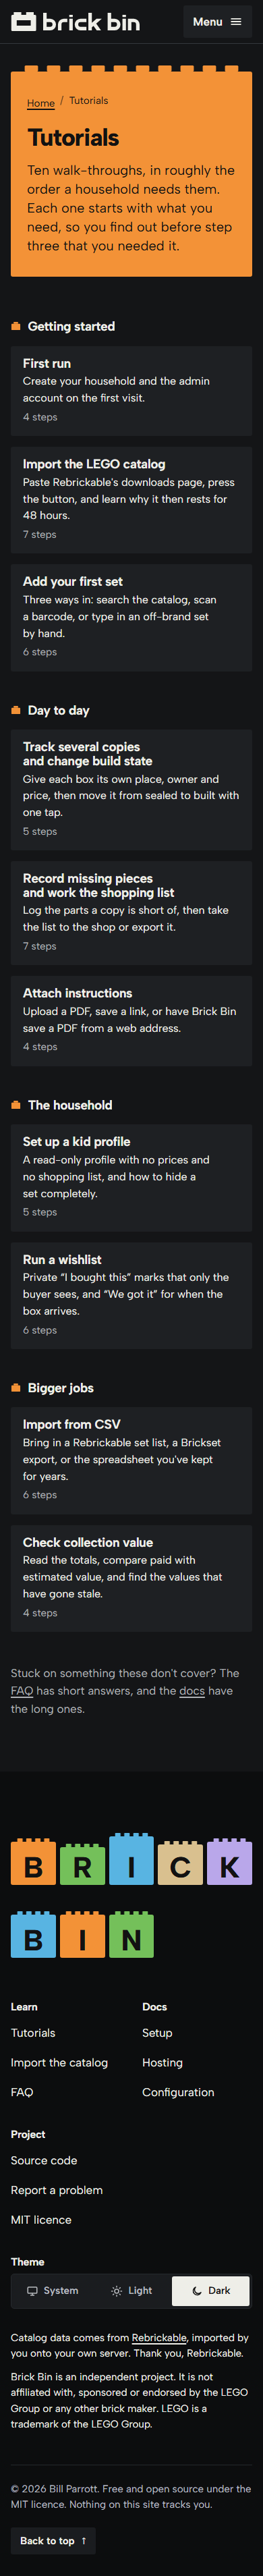 brick bin
Menu
Home / Tutorials
Tutorials
Ten walk-throughs, in roughly the
order a household needs them.
Each one starts with what you
need, so you find out before step
three that you needed it.
Getting started
First run
Create your household and the admin
account on the first visit.
4 steps
Import the LEGO catalog
Paste Rebrickable's downloads page, press
the button, and learn why it then rests for
48 hours.
7 steps
Add your first set
Three ways in: search the catalog, scan
a barcode, or type in an off-brand set
by hand.
6 steps
Day to day
Track several copies
and change build state
Give each box its own place, owner and
price, then move it from sealed to built with
one tap.
5 steps
Record missing pieces
and work the shopping list
Log the parts a copy is short of, then take
the list to the shop or export it.
7 steps
Attach instructions
Upload a PDF, save a link, or have Brick Bin
save a PDF from a web address.
4 steps
The household
Set up a kid profile
A read-only profile with no prices and
no shopping list, and how to hide a
set completely.
5 steps
Run a wishlist
Private “I bought this” marks that only the
buyer sees, and “We got it” for when the
box arrives.
6 steps
Bigger jobs
Import from CSV
Bring in a Rebrickable set list, a Brickset
export, or the spreadsheet you've kept
for years.
6 steps
Check collection value
Read the totals, compare paid with
estimated value, and find the values that
have gone stale.
4 steps
Stuck on something these don't cover? The
FAQ has short answers, and the docs have
the long ones.
BRICK
BIN
Learn
Tutorials
Import the catalog
FAQ
Docs
Setup
Hosting
Configuration
Project
Source code
Report a problem
MIT licence
Theme
System Light Dark
Catalog data comes from Rebrickable, imported by
you onto your own server. Thank you, Rebrickable.
Brick Bin is an independent project. It is not
affiliated with, sponsored or endorsed by the LEGO
Group or any other brick maker. LEGO is a
trademark of the LEGO Group.
© 2026 Bill Parrott. Free and open source under the
MIT licence. Nothing on this site tracks you.
Back to top ↑